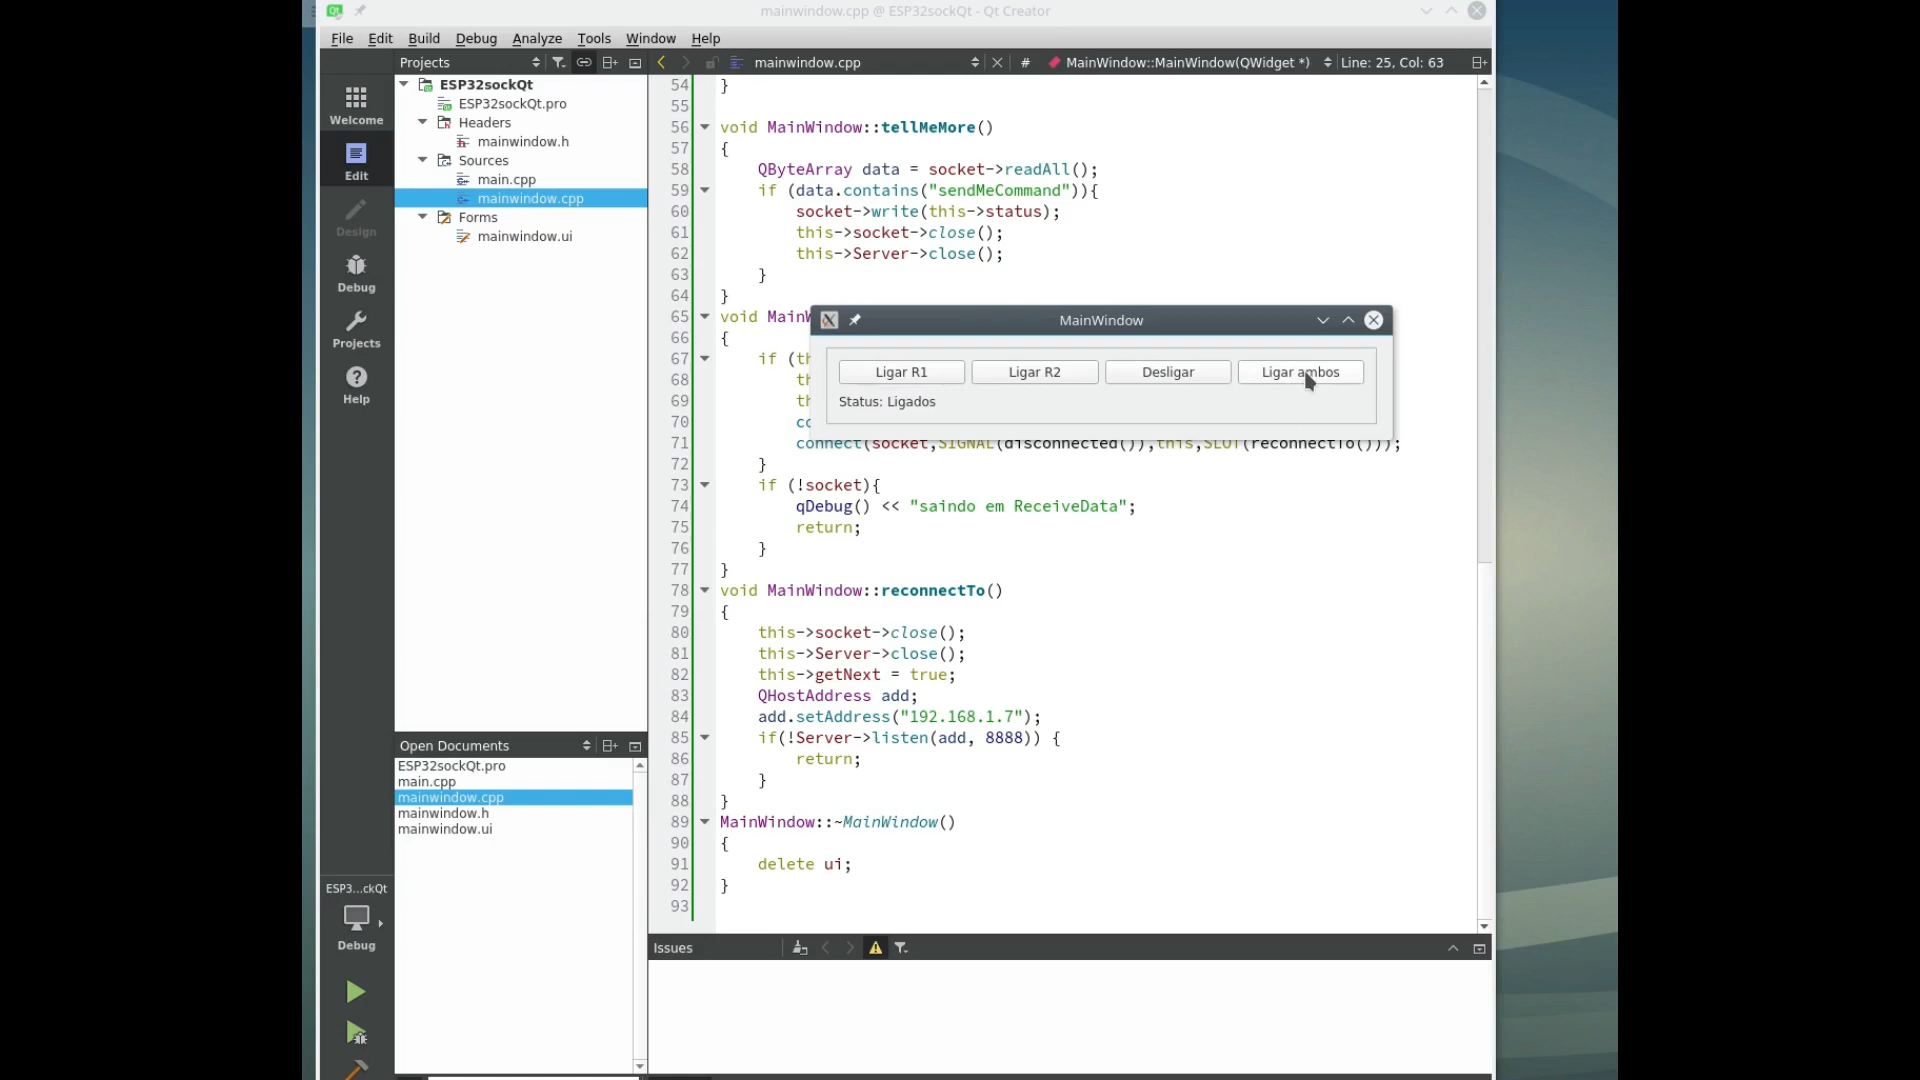 mainwindow.cpp @ ESP32sockQt - Qt Creator
File Edit Build Debug Analyze Tools Window Help
Projects
mainwindow.cpp
# MainWindow::MainWindow(QWidget *)
Line: 25, Col: 63
Welcome
Edit
Design
Debug
Projects
Help
ESP32sockQt
ESP32sockQt.pro
Headers
mainwindow.h
Sources
main.cpp
mainwindow.cpp
Forms
mainwindow.ui
Open Documents
ESP32sockQt.pro
main.cpp
mainwindow.cpp
mainwindow.h
mainwindow.ui
ESP3...ckQt
Debug
54 }
55
56 void MainWindow::tellMeMore()
57 {
58 QByteArray data = socket->readAll();
59 if (data.contains("sendMeCommand")){
60 socket->write(this->status);
61 this->socket->close();
62 this->Server->close();
63 }
64 }
65 void MainW
66 {
67 if (th
68 th
69 th
70 co
71 connect(socket,SIGNAL(disconnected()),this,SLOT(reconnectTo()));
72 }
73 if (!socket){
74 qDebug() << "saindo em ReceiveData";
75 return;
76 }
77 }
78 void MainWindow::reconnectTo()
79 {
80 this->socket->close();
81 this->Server->close();
82 this->getNext = true;
83 QHostAddress add;
84 add.setAddress("192.168.1.7");
85 if(!Server->listen(add, 8888)) {
86 return;
87 }
88 }
89 MainWindow::~MainWindow()
90 {
91 delete ui;
92 }
93
MainWindow
Ligar R1 Ligar R2 Desligar Ligar ambos
Status: Ligados
Issues